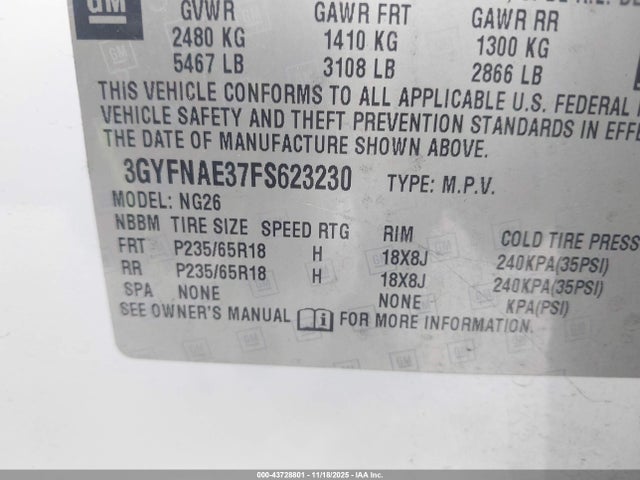 GM
GVWR GAWR FRT GAWR RR
2480 KG 1410 KG 1300 KG
5467 LB 3108 LB 2866 LB
THIS VEHICLE CONFORMS TO ALL APPLICABLE U.S. FEDERAL
VEHICLE SAFETY AND THEFT PREVENTION STANDARDS IN EFFE
THE DATE OF MANUFACTURE SHOWN ABOVE.
3GYFNAE37FS623230 TYPE: M.P.V.
MODEL: NG26
NBBM TIRE SIZE SPEED RTG RIM COLD TIRE PRESS
FRT P235/65R18 H 18X8J 240KPA(35PSI)
RR P235/65R18 H 18X8J 240KPA(35PSI)
SPA NONE NONE KPA(PSI)
SEE OWNER'S MANUAL FOR MORE INFORMATION.
000-43728801 - 11/18/2025 - IAAI.COM